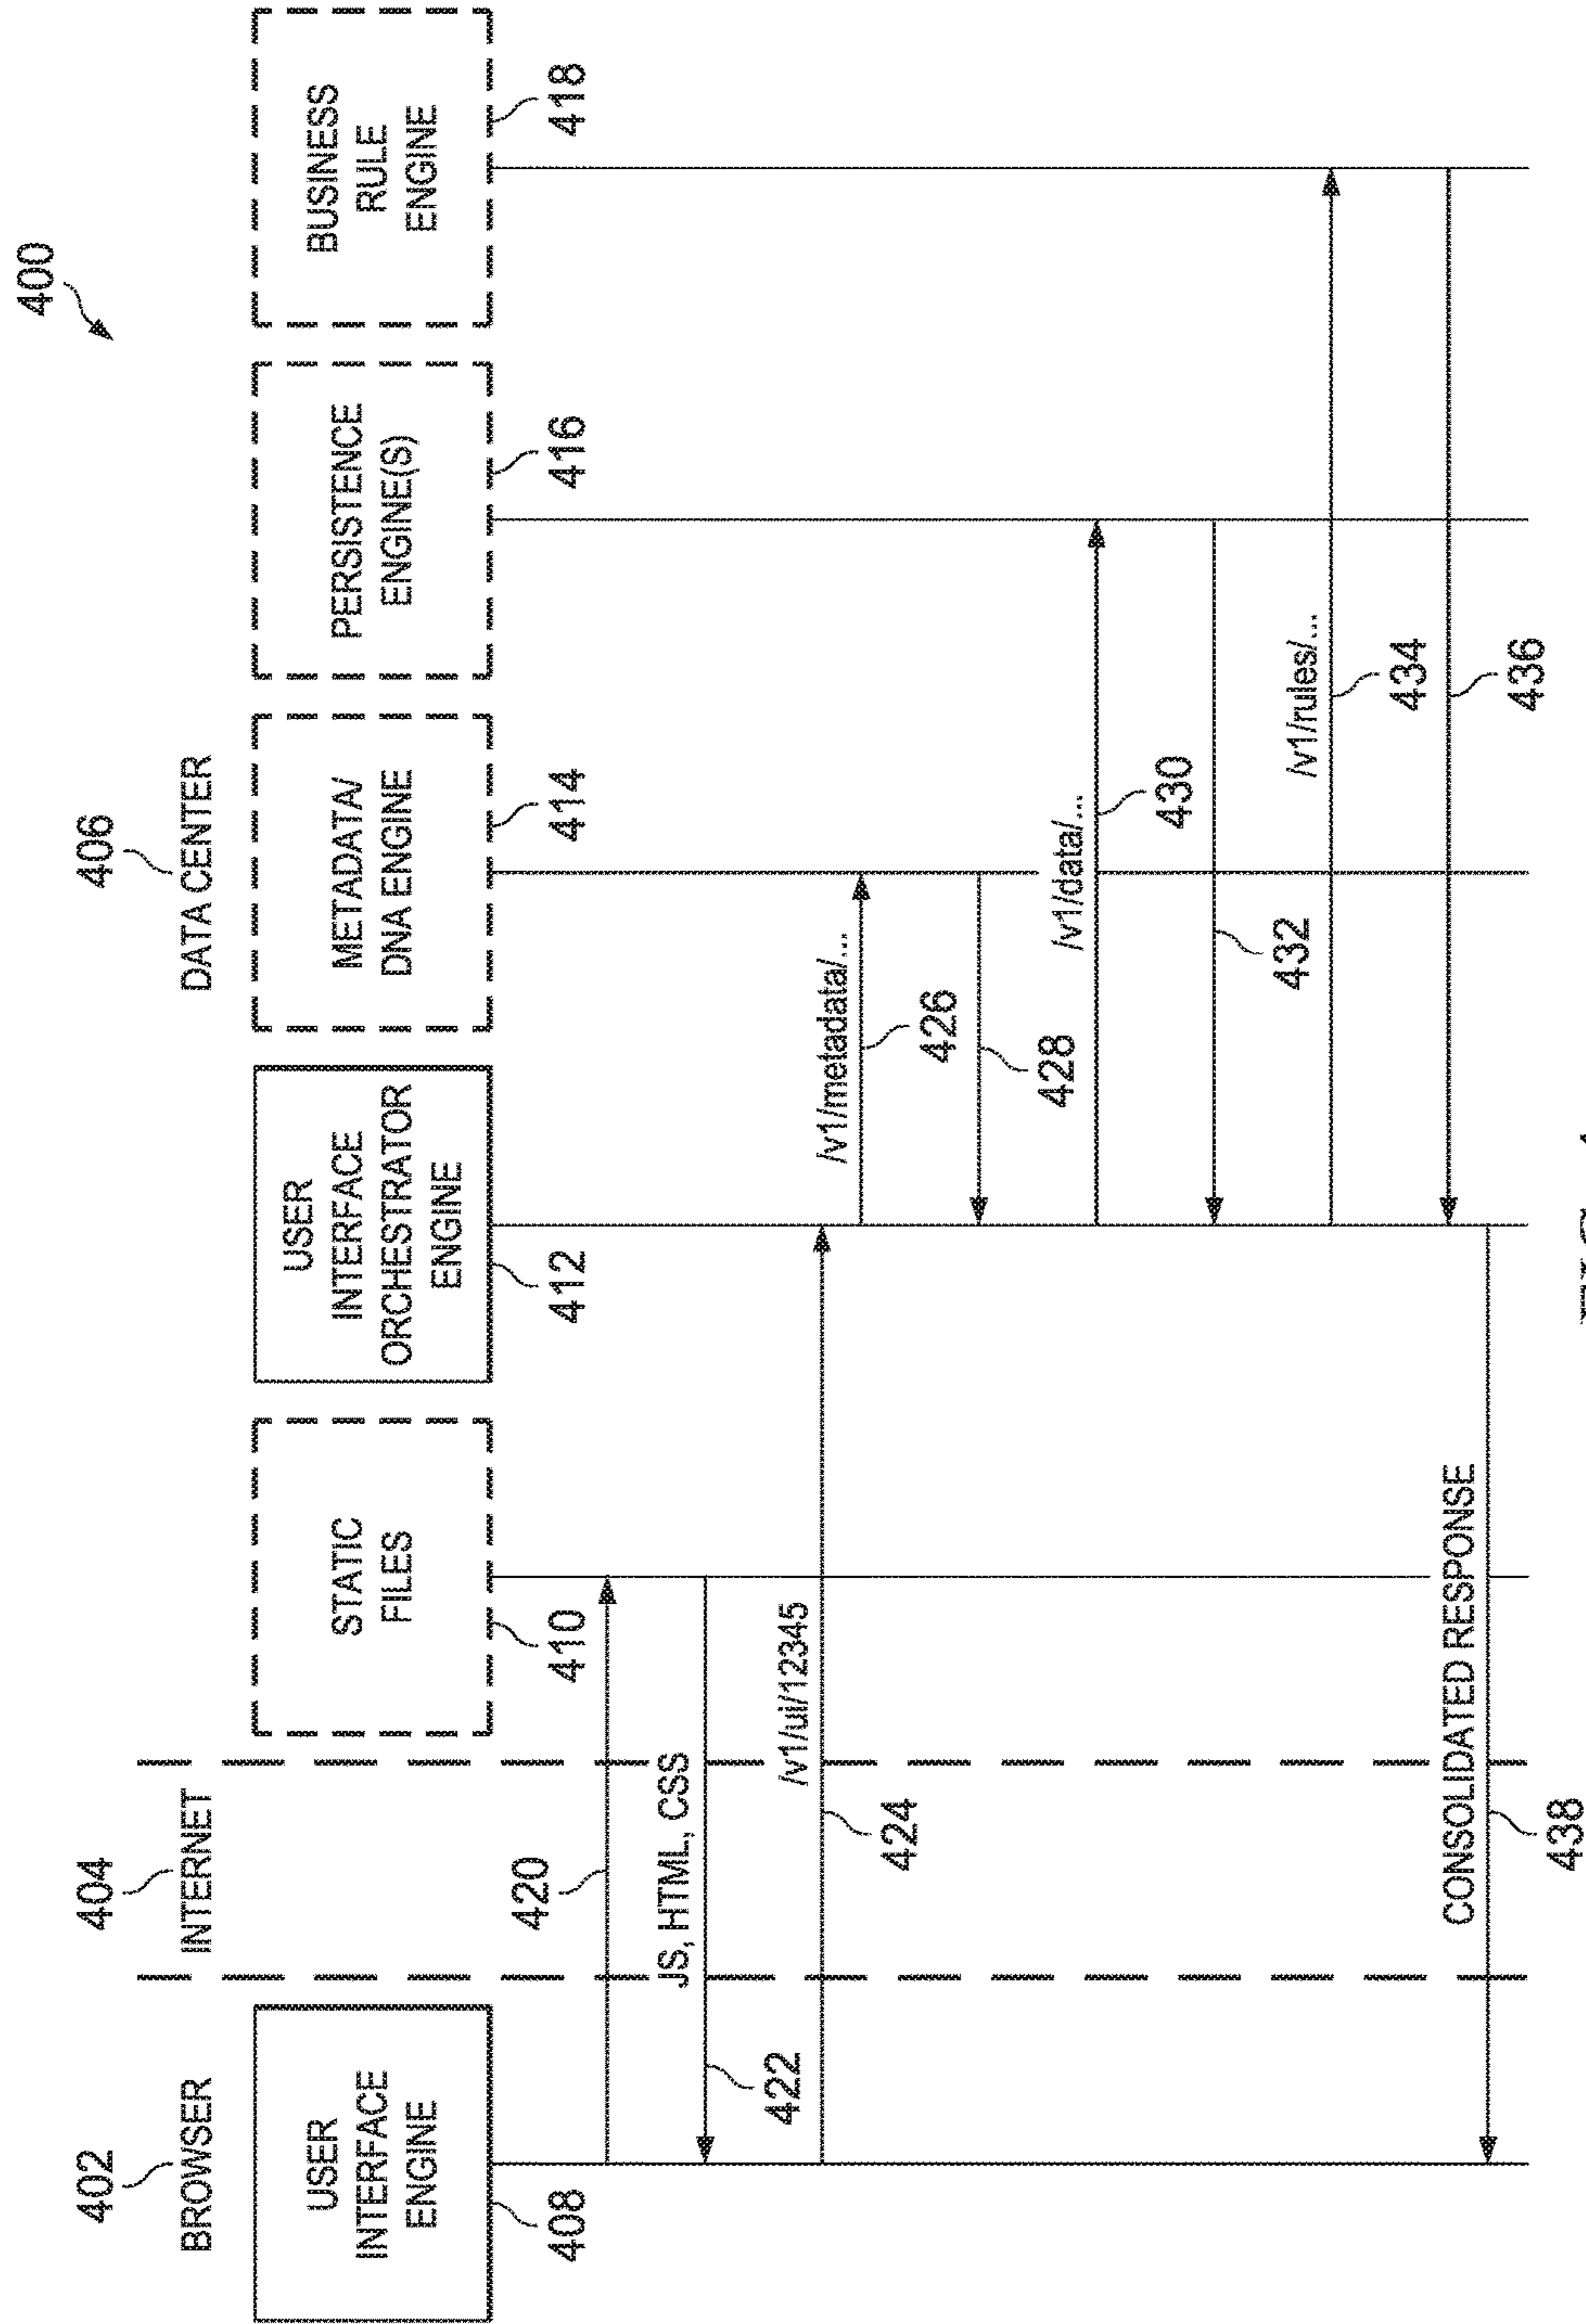 400
402
BROWSER
404
INTERNET
406
DATA CENTER
USER
INTERFACE
ENGINE
408
STATIC
FILES
410
USER
INTERFACE
ORCHESTRATOR
ENGINE
412
METADATA/
DNA ENGINE
414
PERSISTENCE
ENGINE(S)
416
BUSINESS
RULE
ENGINE
418
420
JS, HTML, CSS
422
/v1/ui/12345
424
/v1/metadata/...
426
428
/v1/data/...
430
432
/v1/rules/...
434
436
CONSOLIDATED RESPONSE
438